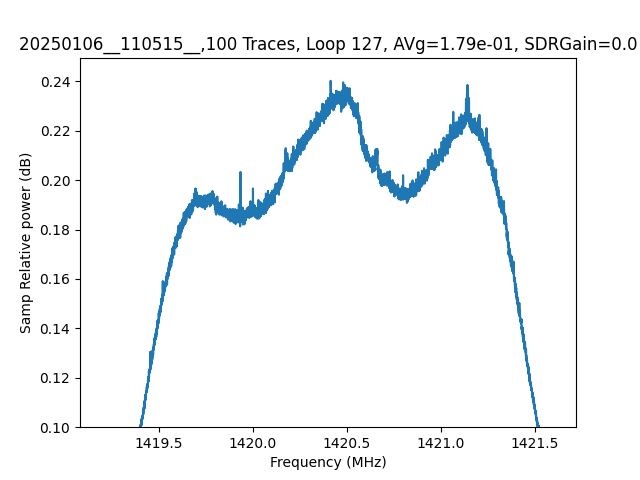 20250106__110515__,100 Traces, Loop 127, AVg=1.79e-01, SDRGain=0.0
0.24
0.22
0.20
0.18
0.16
0.14
0.12
0.10
Samp Relative power (dB)
1419.5 1420.0 1420.5 1421.0 1421.5
Frequency (MHz)